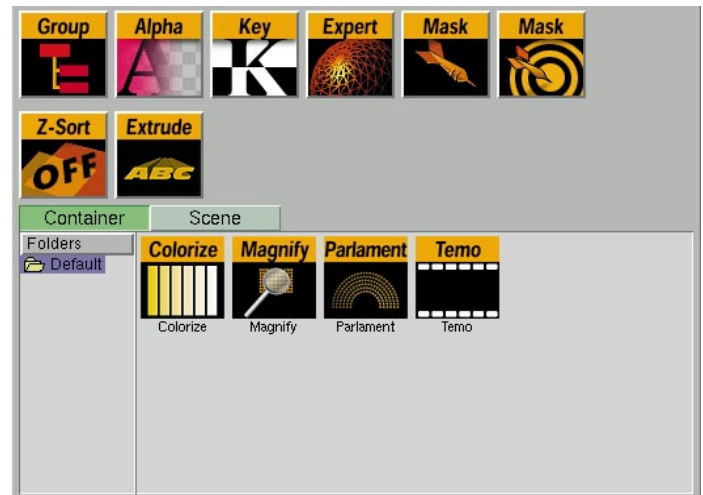 Group Alpha Key Expert Mask Mask
A K
Z-Sort Extrude
OFF ABC
Container Scene
Folders
Default
Colorize Magnify Parlament Temo
Colorize Magnify Parlament Temo